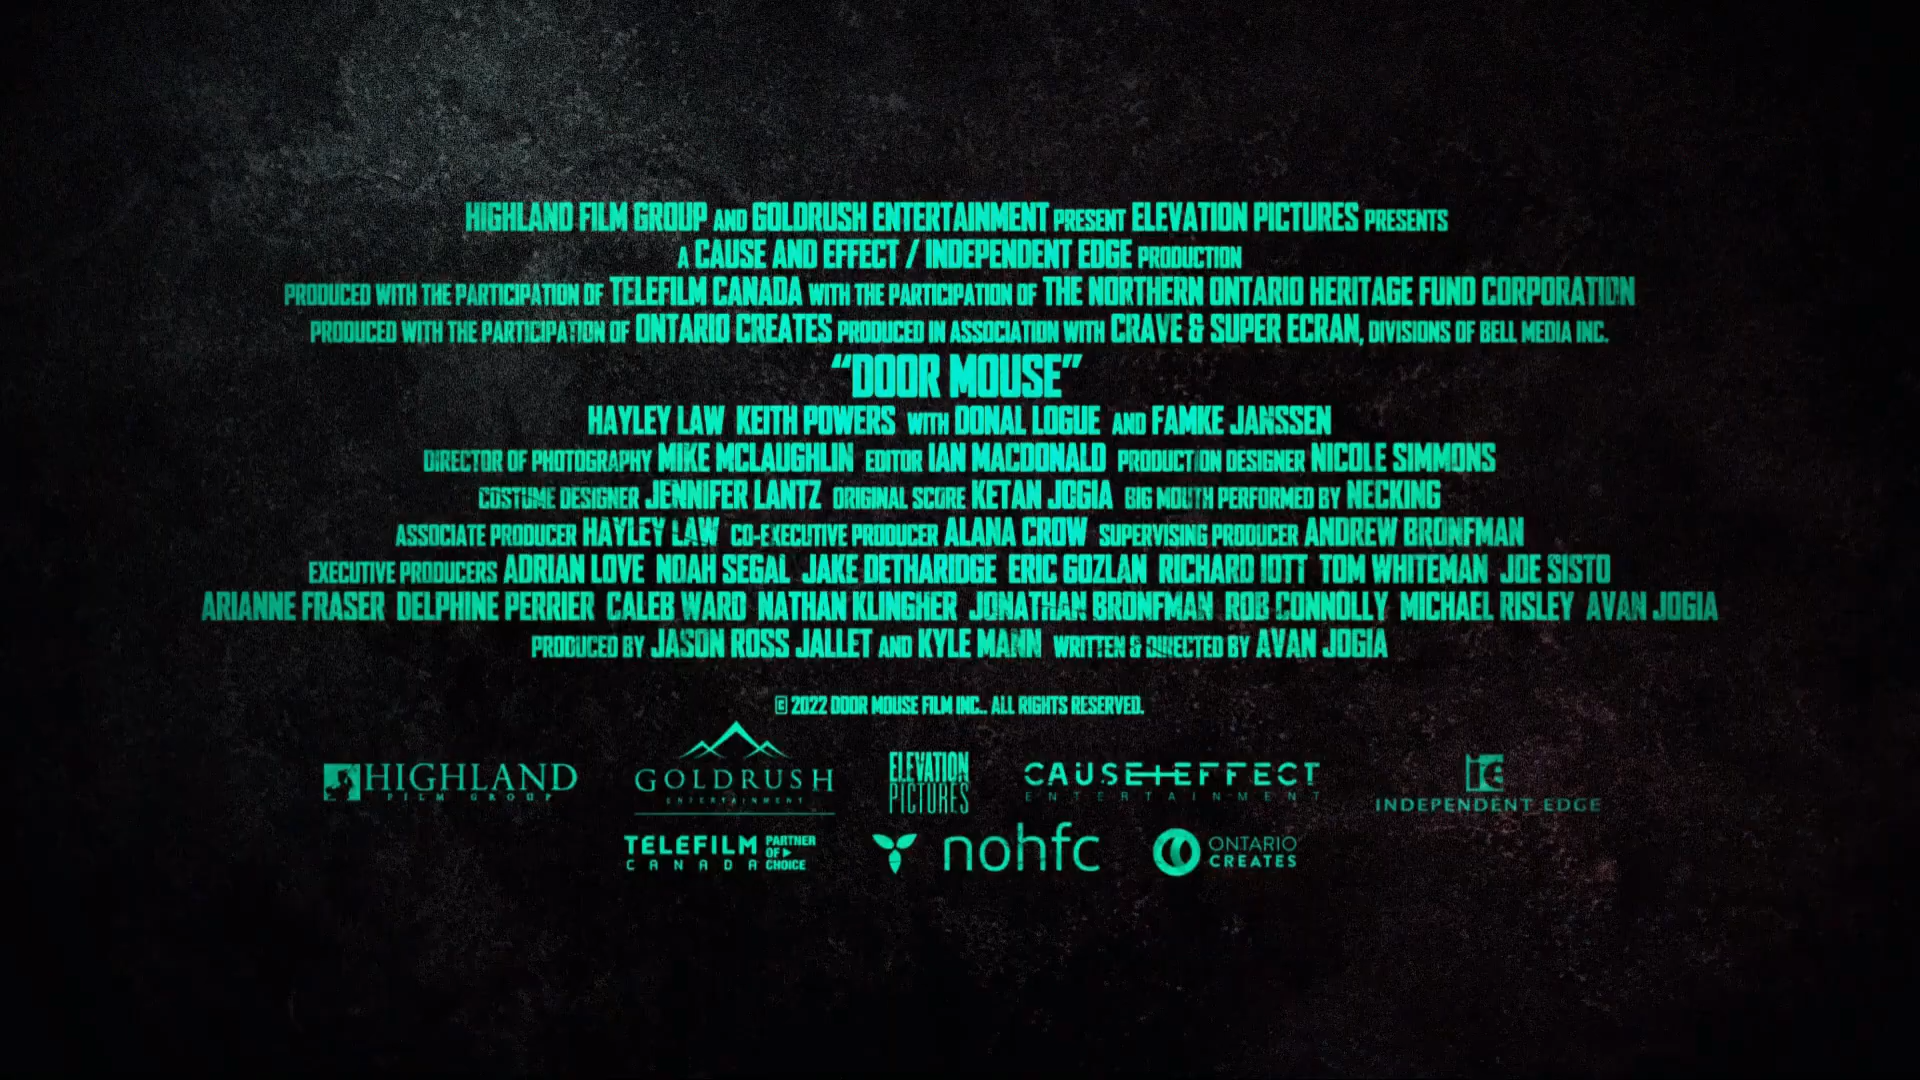 HIGHLAND FILM GROUP AND GOLDRUSH ENTERTAINMENT PRESENT ELEVATION PICTURES PRESENTS
A CAUSE AND EFFECT / INDEPENDENT EDGE PRODUCTION
PRODUCED WITH THE PARTICIPATION OF TELEFILM CANADA WITH THE PARTICIPATION OF THE NORTHERN ONTARIO HERITAGE FUND CORPORATION
PRODUCED WITH THE PARTICIPATION OF ONTARIO CREATES PRODUCED IN ASSOCIATION WITH CRAVE & SUPER ECRAN, DIVISIONS OF BELL MEDIA INC.
“DOOR MOUSE”
HAYLEY LAW KEITH POWERS WITH DONAL LOGUE AND FAMKE JANSSEN
DIRECTOR OF PHOTOGRAPHY MIKE MCLAUGHLIN EDITOR IAN MACDONALD PRODUCTION DESIGNER NICOLE SIMMONS
COSTUME DESIGNER JENNIFER LANTZ ORIGINAL SCORE KETAN JOGIA BIG MOUTH PERFORMED BY NECKING
ASSOCIATE PRODUCER HAYLEY LAW CO-EXECUTIVE PRODUCER ALANA CROW SUPERVISING PRODUCER ANDREW BRONFMAN
EXECUTIVE PRODUCERS ADRIAN LOVE NOAH SEGAL JAKE DETHARIDGE ERIC GOZLAN RICHARD IOTT TOM WHITEMAN JOE SISTO
ARIANNE FRASER DELPHINE PERRIER CALEB WARD NATHAN KLINGHER JONATHAN BRONFMAN ROB CONNOLLY MICHAEL RISLEY AVAN JOGIA
PRODUCED BY JASON ROSS JALLET AND KYLE MANN WRITTEN & DIRECTED BY AVAN JOGIA
© 2022 DOOR MOUSE FILM INC.. ALL RIGHTS RESERVED.
HIGHLAND
FILM GROUP
GOLDRUSH
ENTERTAINMENT
ELEVATION
PICTURES
CAUSE+EFFECT
ENTERTAINMENT
ie
INDEPENDENT EDGE
TELEFILM
CANADA
PARTNER
OF
CHOICE
nohfc
ONTARIO
CREATES